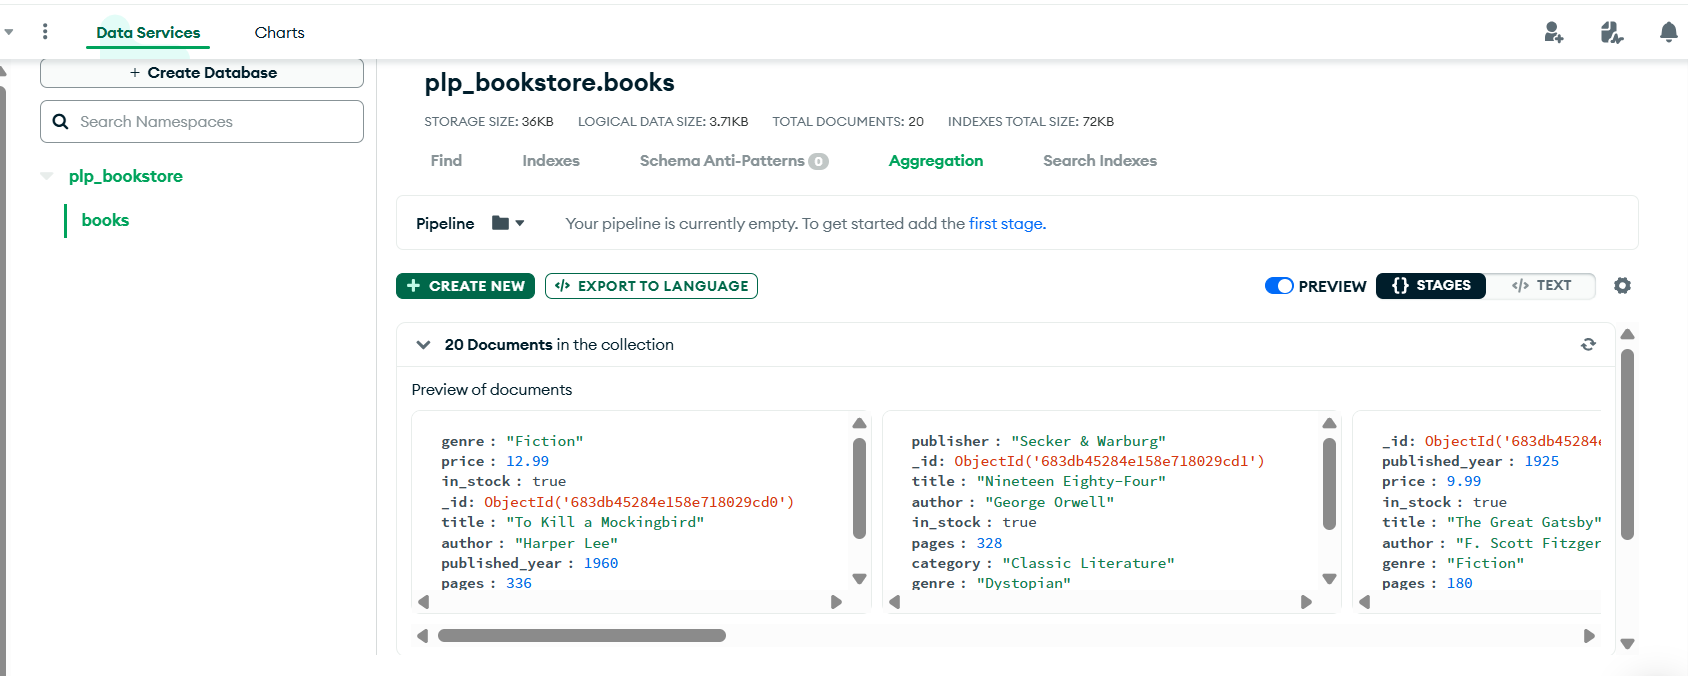 Data Services
Charts
+ Create Database
Search Namespaces
plp_bookstore
books
plp_bookstore.books
STORAGE SIZE: 36KB LOGICAL DATA SIZE: 3.71KB TOTAL DOCUMENTS: 20 INDEXES TOTAL SIZE: 72KB
Find Indexes Schema Anti-Patterns 0 Aggregation Search Indexes
Pipeline Your pipeline is currently empty. To get started add the first stage.
+ CREATE NEW </> EXPORT TO LANGUAGE PREVIEW {} STAGES </> TEXT
20 Documents in the collection
Preview of documents
genre : "Fiction"
price : 12.99
in_stock : true
_id: ObjectId('683db45284e158e718029cd0')
title : "To Kill a Mockingbird"
author : "Harper Lee"
published_year : 1960
pages : 336
publisher : "Secker & Warburg"
_id: ObjectId('683db45284e158e718029cd1')
title : "Nineteen Eighty-Four"
author : "George Orwell"
in_stock : true
pages : 328
category : "Classic Literature"
genre : "Dystopian"
_id: ObjectId('683db45284e
published_year : 1925
price : 9.99
in_stock : true
title : "The Great Gatsby"
author : "F. Scott Fitzger
genre : "Fiction"
pages : 180